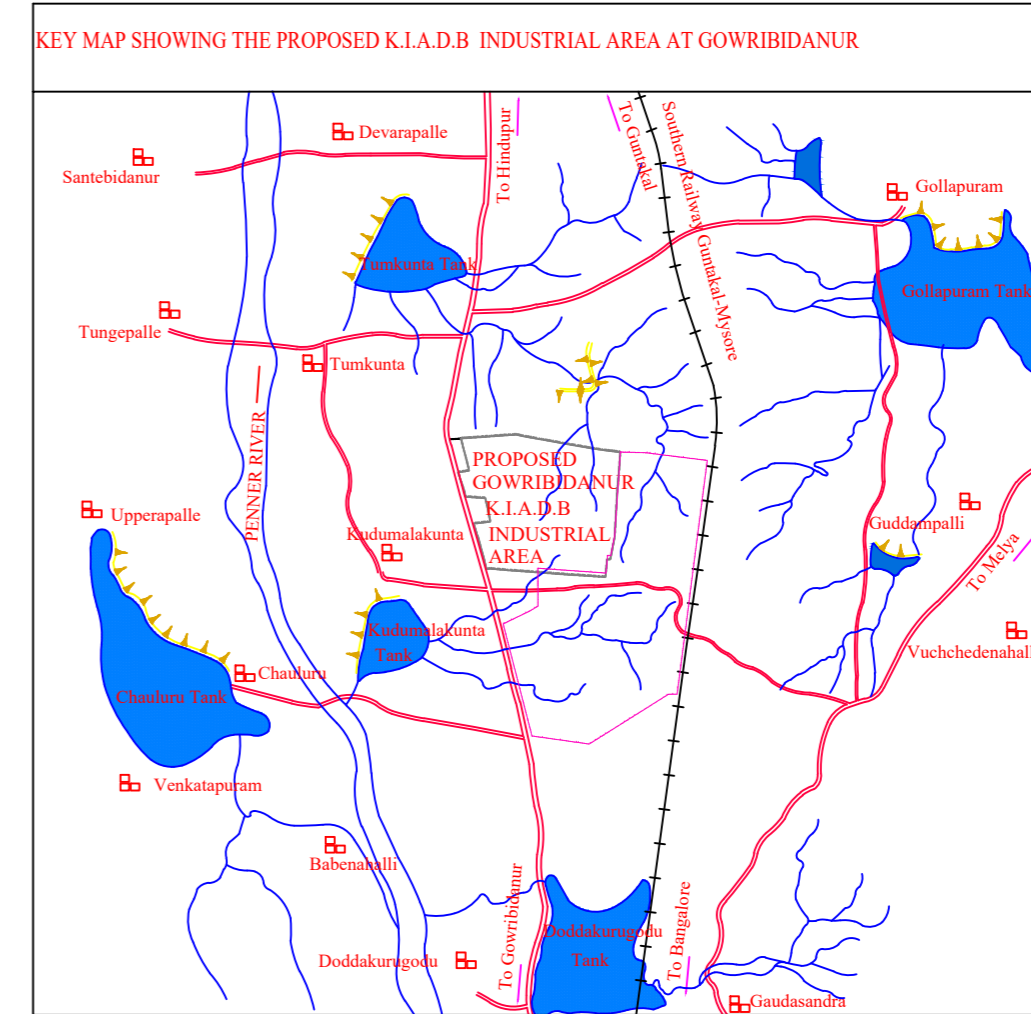 KEY MAP SHOWING THE PROPOSED K.I.A.D.B INDUSTRIAL AREA AT GOWRIBIDANUR
Devarapalle
Santebidanur
To Hindupur
To Guntakal
Southern Railway Guntakal-Mysore
Gollapuram
Tumkunta Tank
Gollapuram Tank
Tungepalle
Tumkunta
PENNER RIVER
PROPOSED
GOWRIBIDANUR
K.I.A.D.B
INDUSTRIAL
AREA
Upperapalle
Kudumalakunta
Guddampalli
To Melya
Kudumalakunta
Tank
Vuchchedenahall
Chauluru
Chauluru Tank
Venkatapuram
Babenahalli
Doddakurugodu
To Gowribidanur
Doddakurugodu
Tank
To Bangalore
Gaudasandra